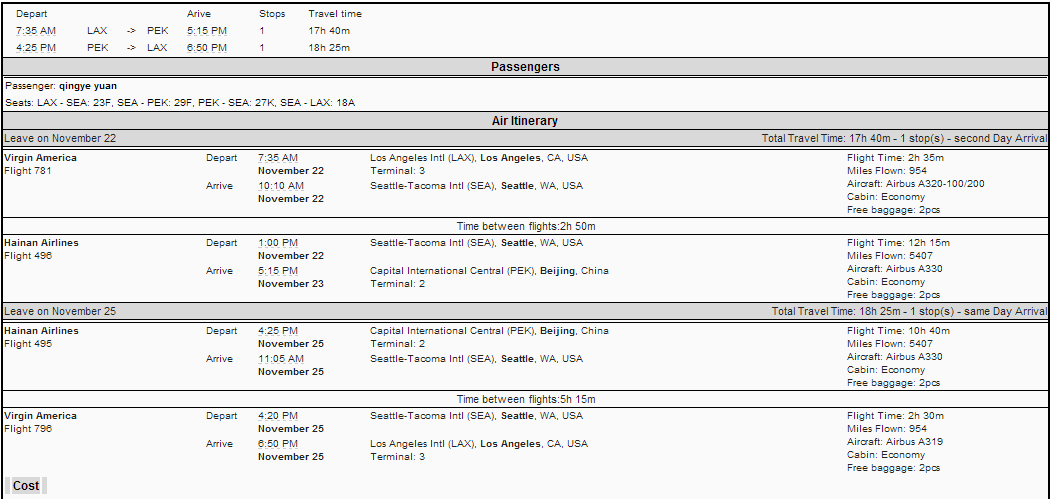 Depart Arive Stops Travel time
7:35 AM LAX -> PEK 5:15 PM 1 17h 40m
4:25 PM PEK -> LAX 6:50 PM 1 18h 25m
Passengers
Passenger: qingye yuan
Seats: LAX - SEA: 23F, SEA - PEK: 29F, PEK - SEA: 27K, SEA - LAX: 18A
Air Itinerary
Leave on November 22 Total Travel Time: 17h 40m - 1 stop(s) - second Day Arrival
Virgin America Depart 7:35 AM Los Angeles Intl (LAX), Los Angeles, CA, USA Flight Time: 2h 35m
Flight 781 November 22 Terminal: 3 Miles Flown: 954
Arrive 10:10 AM Seattle-Tacoma Intl (SEA), Seattle, WA, USA Aircraft: Airbus A320-100/200
November 22 Cabin: Economy
Free baggage: 2pcs
Time between flights:2h 50m
Hainan Airlines Depart 1:00 PM Seattle-Tacoma Intl (SEA), Seattle, WA, USA Flight Time: 12h 15m
Flight 496 November 22 Miles Flown: 5407
Arrive 5:15 PM Capital International Central (PEK), Beijing, China Aircraft: Airbus A330
November 23 Terminal: 2 Cabin: Economy
Free baggage: 2pcs
Leave on November 25 Total Travel Time: 18h 25m - 1 stop(s) - same Day Arrival
Hainan Airlines Depart 4:25 PM Capital International Central (PEK), Beijing, China Flight Time: 10h 40m
Flight 495 November 25 Terminal: 2 Miles Flown: 5407
Arrive 11:05 AM Seattle-Tacoma Intl (SEA), Seattle, WA, USA Aircraft: Airbus A330
November 25 Cabin: Economy
Free baggage: 2pcs
Time between flights:5h 15m
Virgin America Depart 4:20 PM Seattle-Tacoma Intl (SEA), Seattle, WA, USA Flight Time: 2h 30m
Flight 796 November 25 Miles Flown: 954
Arrive 6:50 PM Los Angeles Intl (LAX), Los Angeles, CA, USA Aircraft: Airbus A319
November 25 Terminal: 3 Cabin: Economy
Free baggage: 2pcs
Cost